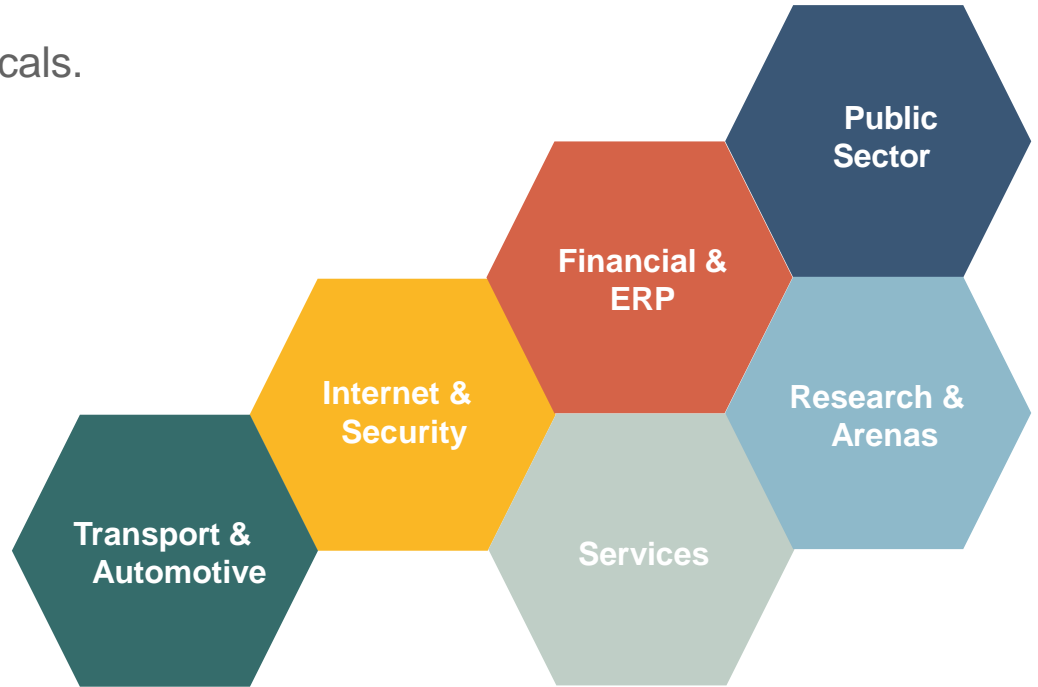 cals.
Public
Sector
Financial &
ERP
Internet &
Security
Research &
Arenas
Transport &
Automotive
Services